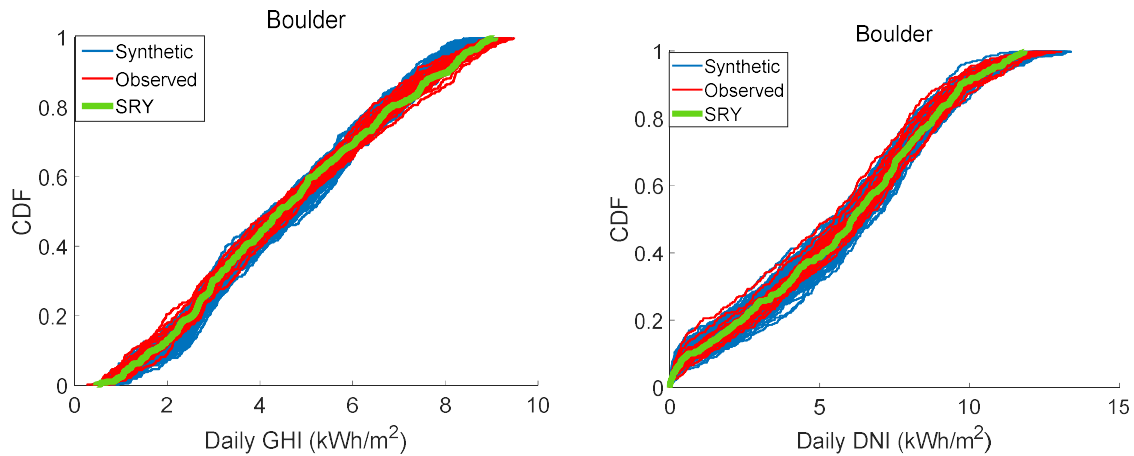 Boulder
Synthetic
Observed
SRY
1
0.8
0.6
0.4
0.2
0
CDF
0 2 4 6 8 10
Daily GHI (kWh/m²)
Boulder
Synthetic
Observed
SRY
1
0.8
0.6
0.4
0.2
0
CDF
0 5 10 15
Daily DNI (kWh/m²)